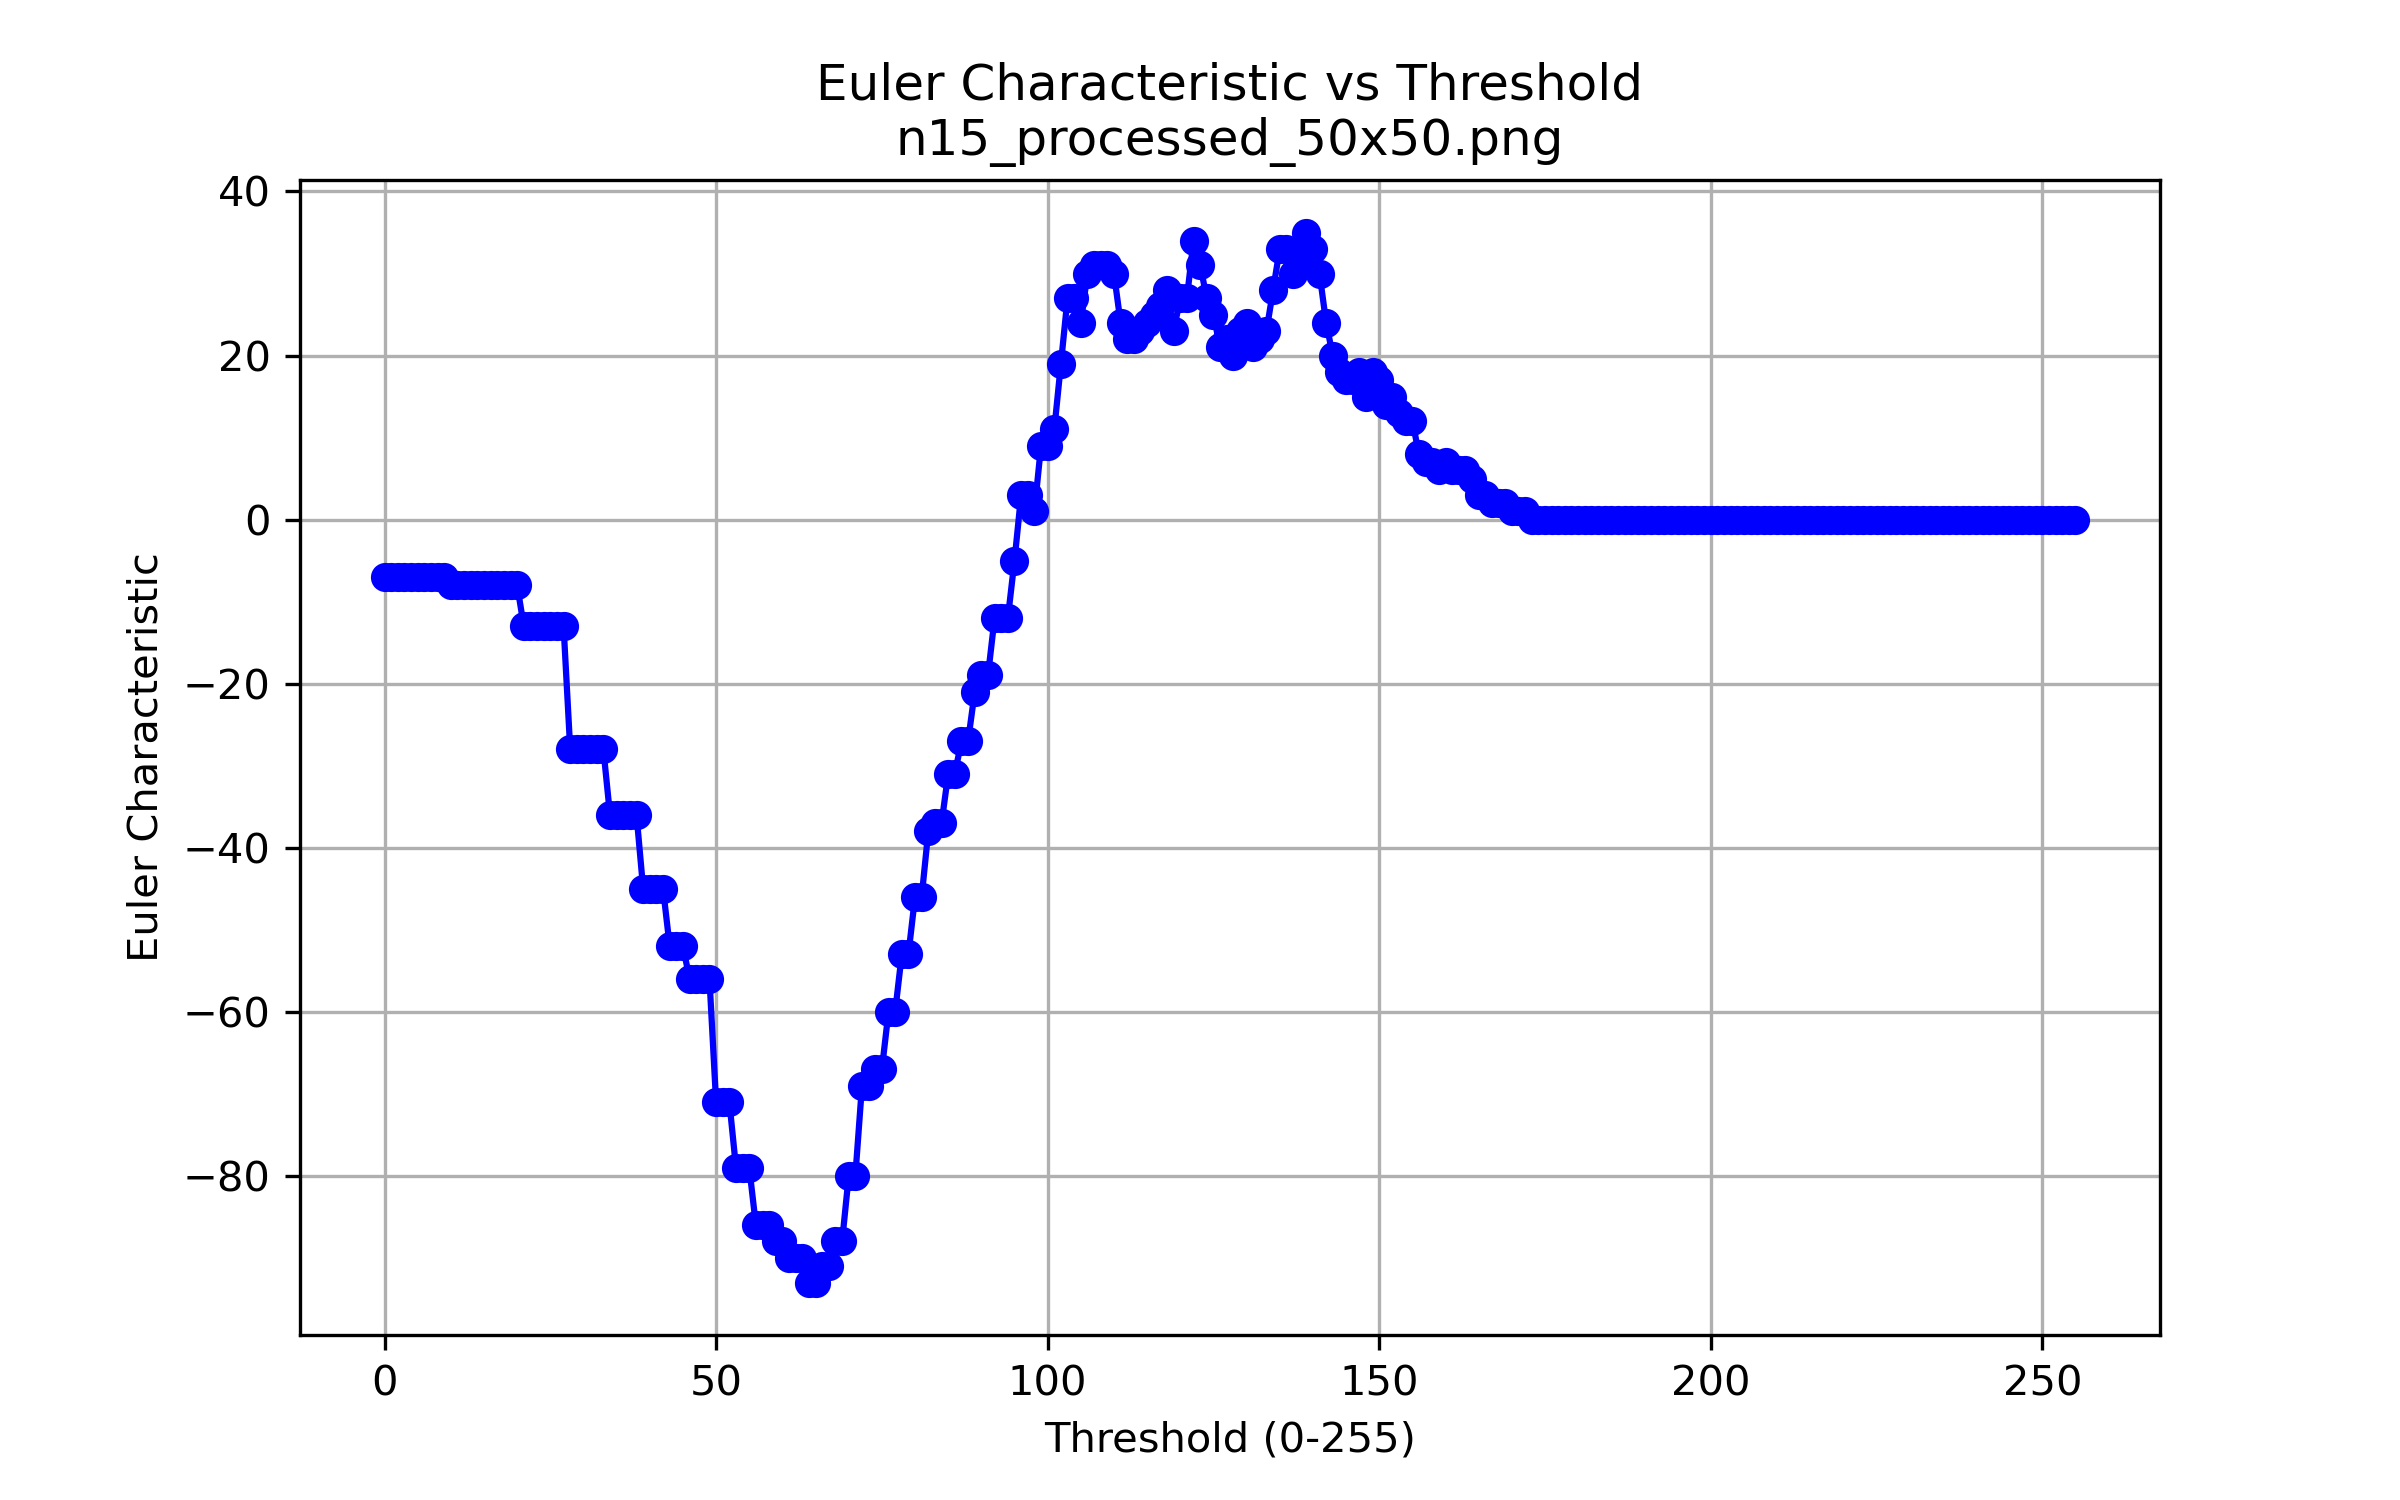 Euler Characteristic vs Threshold
n15_processed_50x50.png
40
20
0
−20
−40
−60
−80
Euler Characteristic
0 50 100 150 200 250
Threshold (0-255)